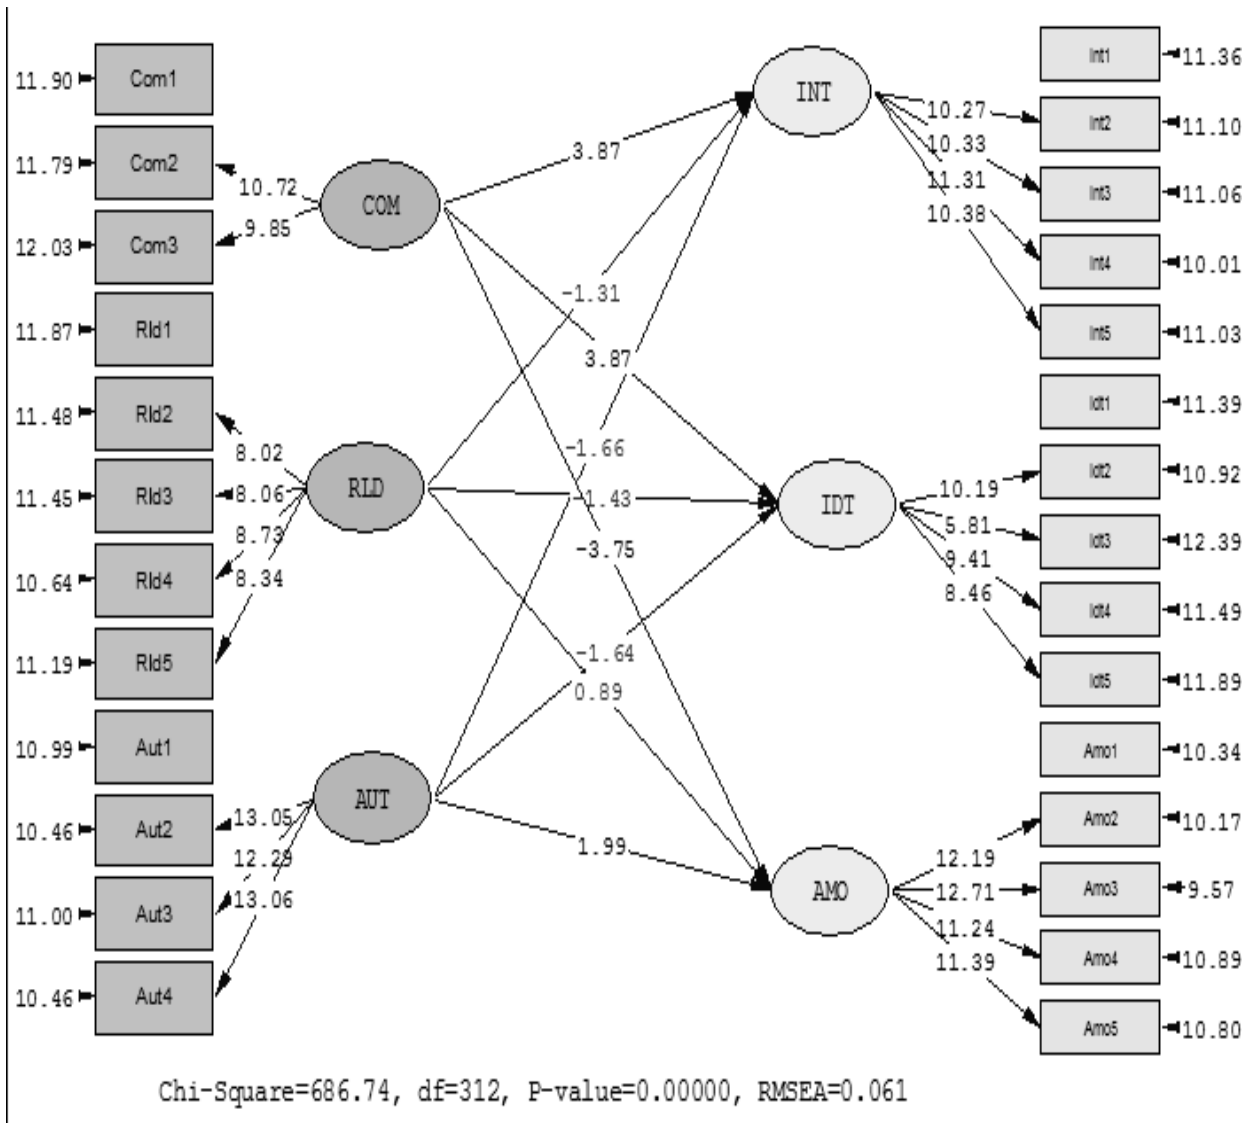 11.90 Com1
11.79 Com2
12.03 Com3
11.87 Rld1
11.48 Rld2
11.45 Rld3
10.64 Rld4
11.19 Rld5
10.99 Aut1
10.46 Aut2
11.00 Aut3
10.46 Aut4
10.72
9.85
8.02
8.06
8.73
8.34
13.05
12.29
13.06
COM
RLD
AUT
3.87
-1.31
3.87
-1.66
-1.43
-3.75
-1.64
0.89
1.99
INT
IDT
AMO
10.27
10.33
11.31
10.38
10.19
5.81
9.41
8.46
12.19
12.71
11.24
11.39
Int1 11.36
Int2 11.10
Int3 11.06
Int4 10.01
Int5 11.03
Idt1 11.39
Idt2 10.92
Idt3 12.39
Idt4 11.49
Idt5 11.89
Amo1 10.34
Amo2 10.17
Amo3 9.57
Amo4 10.89
Amo5 10.80
Chi-Square=686.74, df=312, P-value=0.00000, RMSEA=0.061